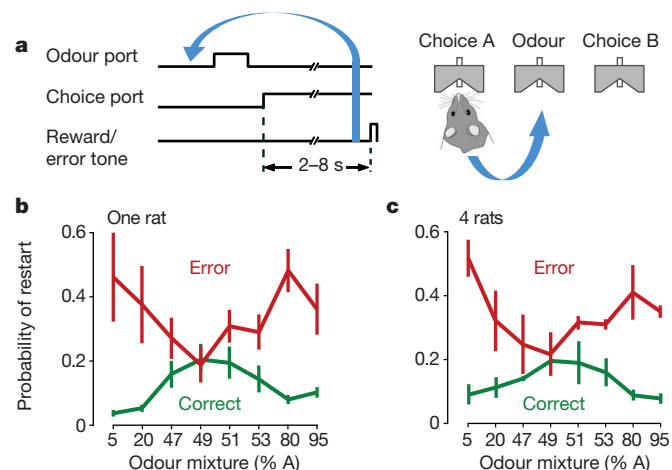 a
Odour port
Choice port
Reward/
error tone
2–8 s
Choice A Odour Choice B
b
One rat
Probability of restart
0.6
0.4
0.2
0
Error
Correct
5 20 47 49 51 53 80 95
Odour mixture (% A)
c
4 rats
0.6
0.4
0.2
0
Error
Correct
5 20 47 49 51 53 80 95
Odour mixture (% A)